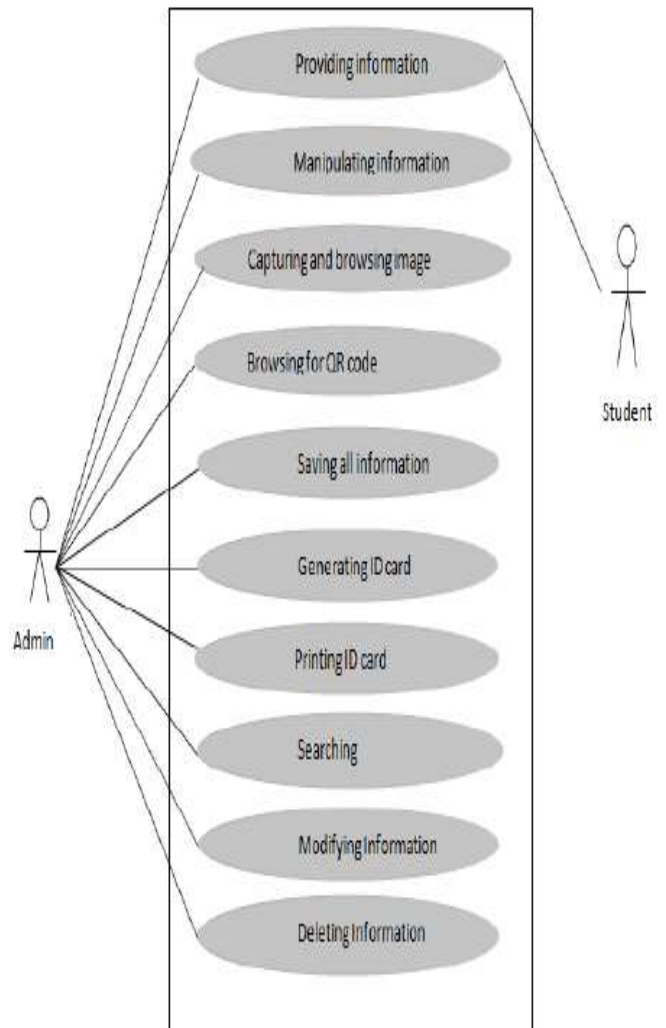 Providing information
Manipulating information
Capturing and browsing image
Browsing for QR code
Saving all information
Generating ID card
Printing ID card
Searching
Modifying Information
Deleting Information
Admin
Student